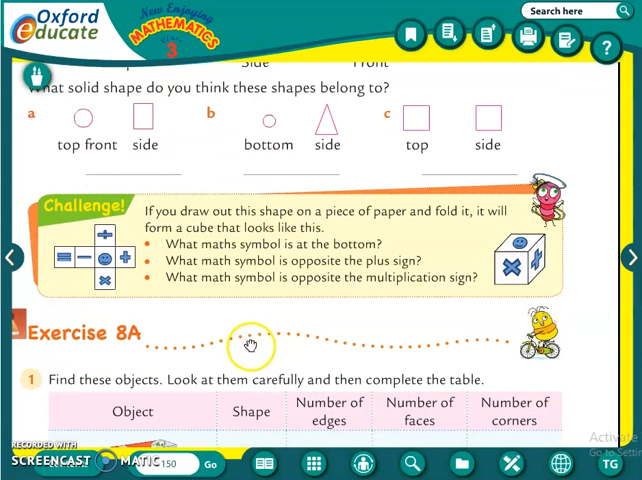 Oxford
educate
New Enjoying
MATHEMATICS
CLASS
3
Search here
Side
Front
What solid shape do you think these shapes belong to?
a
b
c
top front
side
bottom
side
top
side
Challenge!
If you draw out this shape on a piece of paper and fold it, it will
form a cube that looks like this.
• What maths symbol is at the bottom?
• What math symbol is opposite the plus sign?
• What math symbol is opposite the multiplication sign?
Exercise 8A
1 Find these objects. Look at them carefully and then complete the table.
Object
Shape
Number of
edges
Number of
faces
Number of
corners
Activate
Go to Settin
RECORDED WITH
SCREENCAST MATIC
150
Go
TG